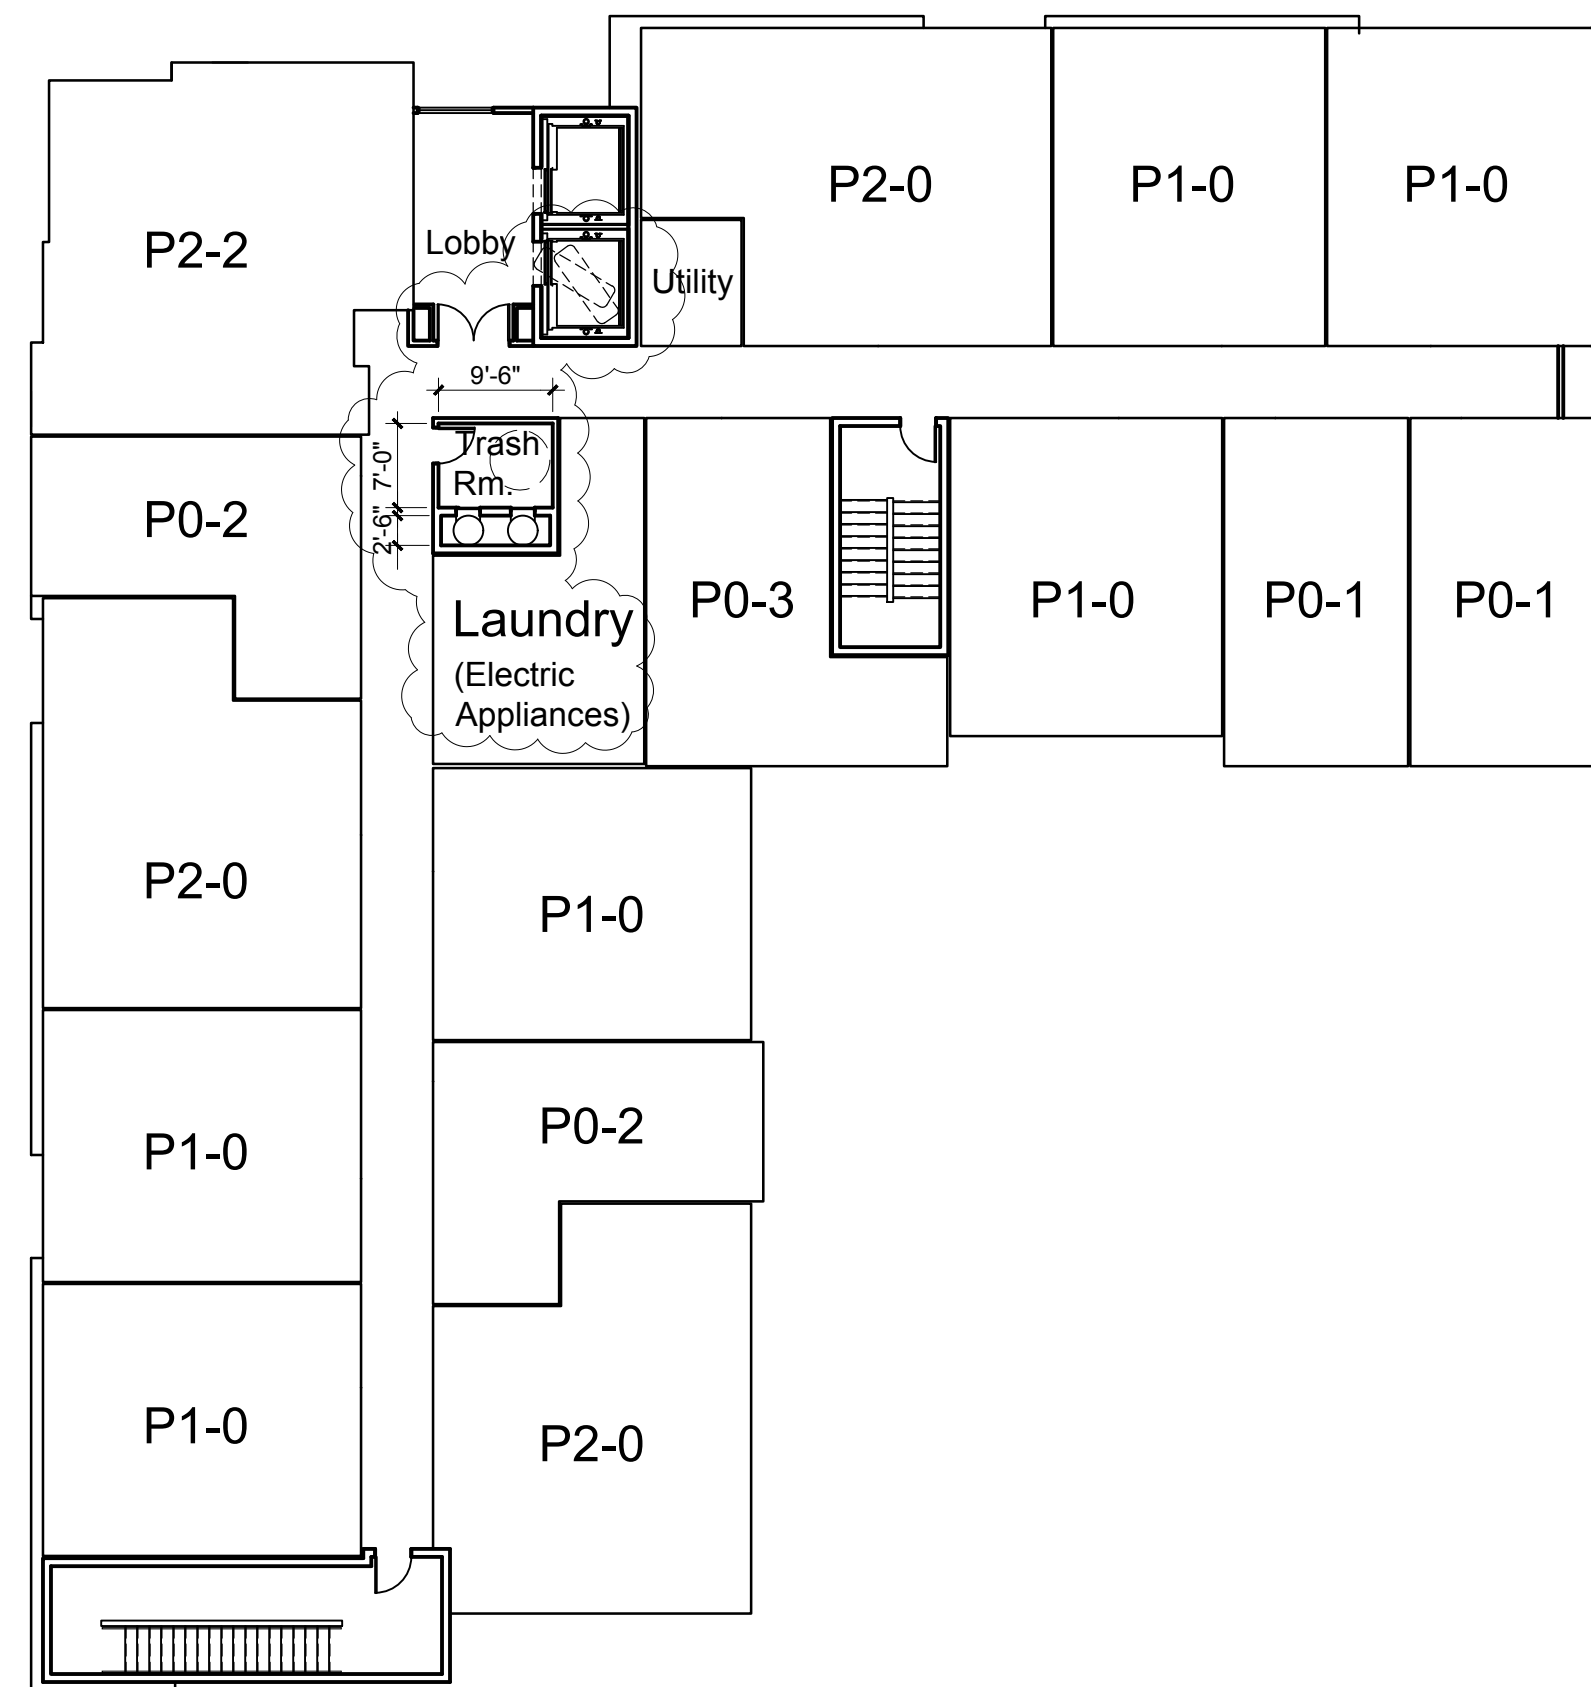 P2-0
P1-0
P1-0
P2-2
Lobby
Utility
9'-6"
7'-0"
Trash
Rm.
2'-6"
P0-2
P0-3
P1-0
P0-1
P0-1
Laundry
(Electric
Appliances)
P2-0
P1-0
P1-0
P0-2
P1-0
P2-0